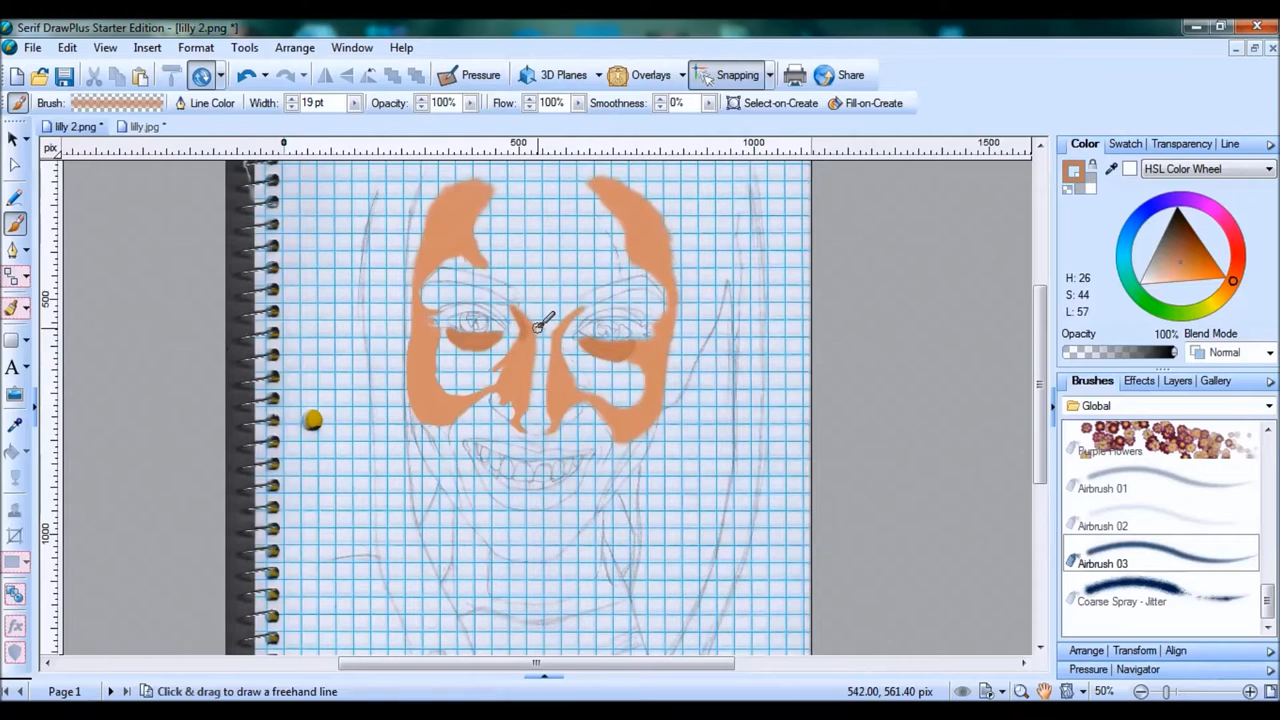 Serif DrawPlus Starter Edition - [lilly 2.png *]
File Edit View Insert Format Tools Arrange Window Help
Pressure 3D Planes Overlays Snapping Share
Brush: Line Color Width: 19 pt Opacity: 100% Flow: 100% Smoothness: 0% Select-on-Create Fill-on-Create
lilly 2.png * lilly.jpg *
pix 0 500 1000 1500
500
1000
Color Swatch Transparency Line
HSL Color Wheel
H: 26
S: 44
L: 57
Opacity 100% Blend Mode
Normal
Brushes Effects Layers Gallery
Global
Purple Flowers
Airbrush 01
Airbrush 02
Airbrush 03
Coarse Spray - Jitter
Arrange Transform Align
Pressure Navigator
Page 1 Click & drag to draw a freehand line 542.00, 561.40 pix 50%